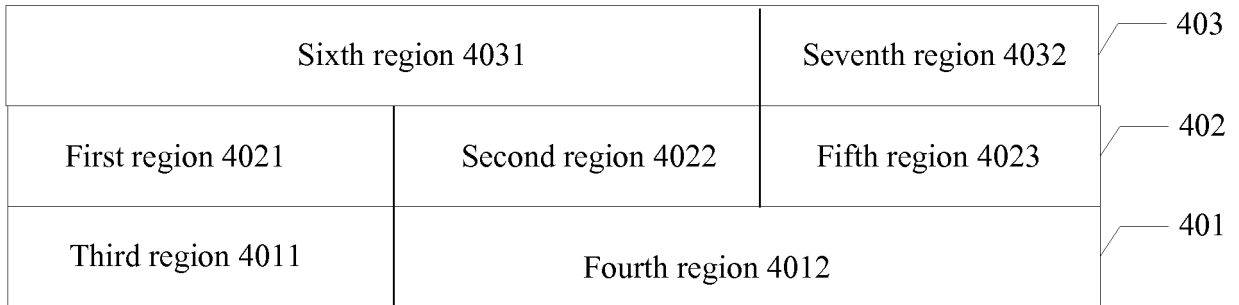 Sixth region 4031
Seventh region 4032
403
First region 4021
Second region 4022
Fifth region 4023
402
Third region 4011
Fourth region 4012
401